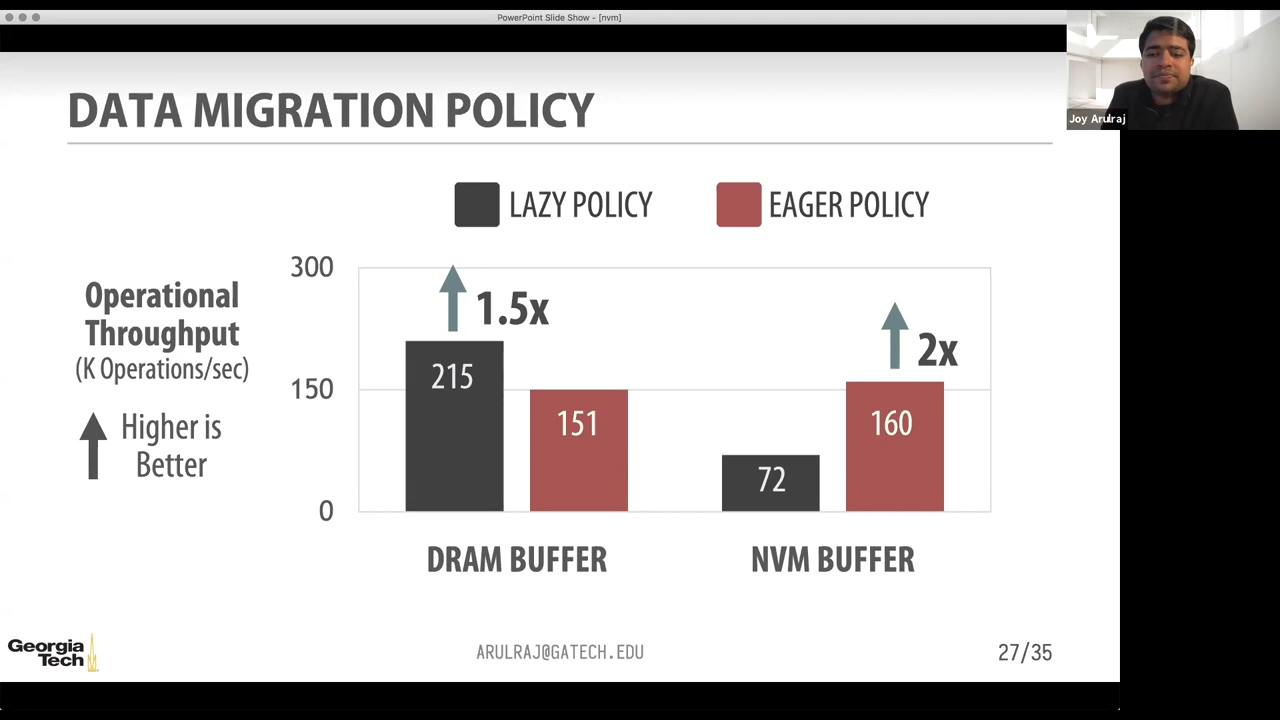 PowerPoint Slide Show - [nvm]
Joy Arulraj
DATA MIGRATION POLICY
LAZY POLICY
EAGER POLICY
Operational
Throughput
(K Operations/sec)
Higher is
Better
300
150
0
1.5x
215
151
2x
72
160
DRAM BUFFER
NVM BUFFER
Georgia
Tech
ARULRAJ@GATECH.EDU
27/35